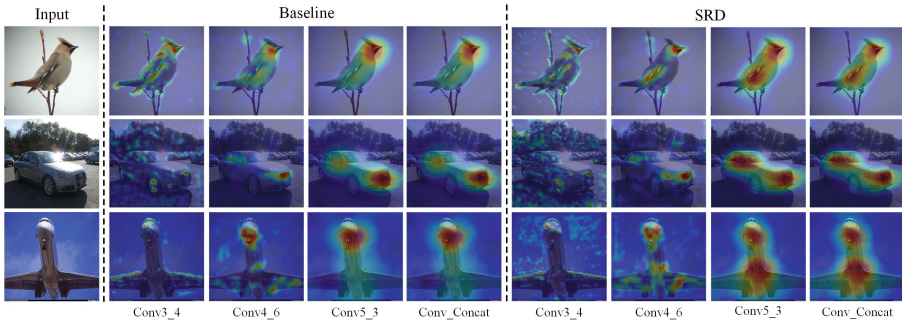 Input Baseline SRD
Conv3_4 Conv4_6 Conv5_3 Conv_Concat Conv3_4 Conv4_6 Conv5_3 Conv_Concat